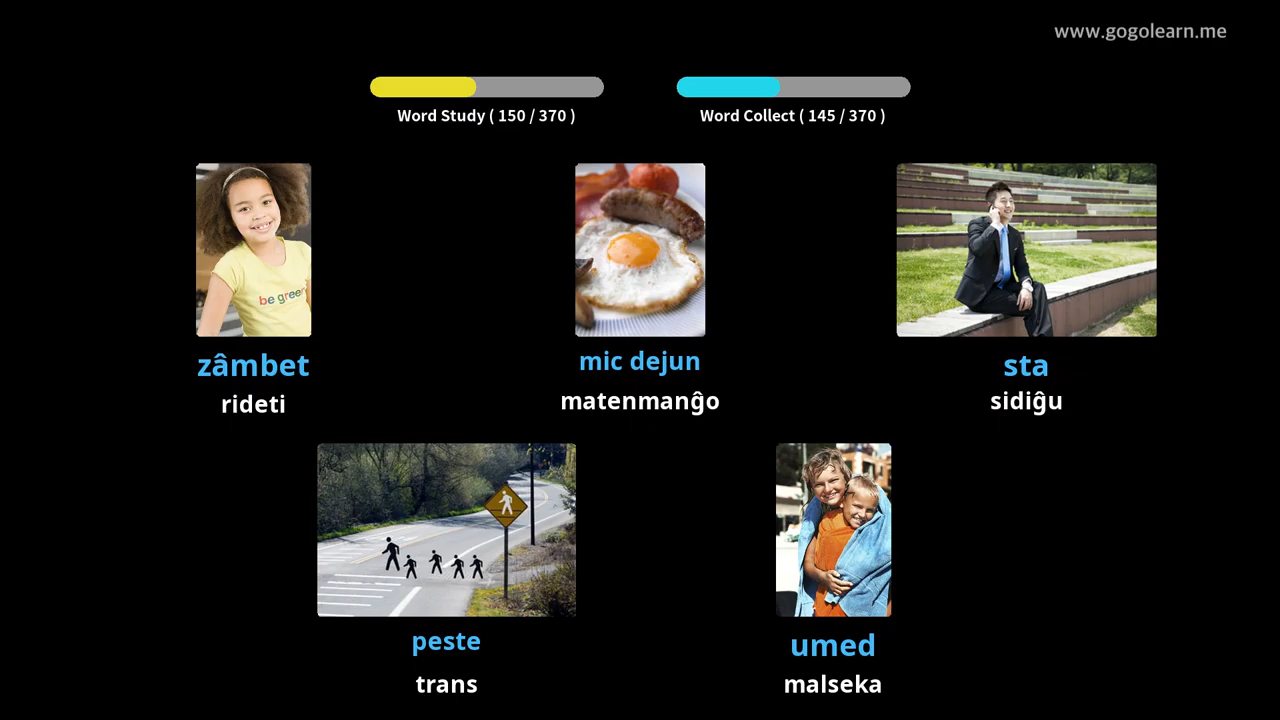 www.gogolearn.me
Word Study ( 150 / 370 )
Word Collect ( 145 / 370 )
be green
zâmbet
rideti
mic dejun
matenmanĝo
sta
sidiĝu
peste
trans
umed
malseka